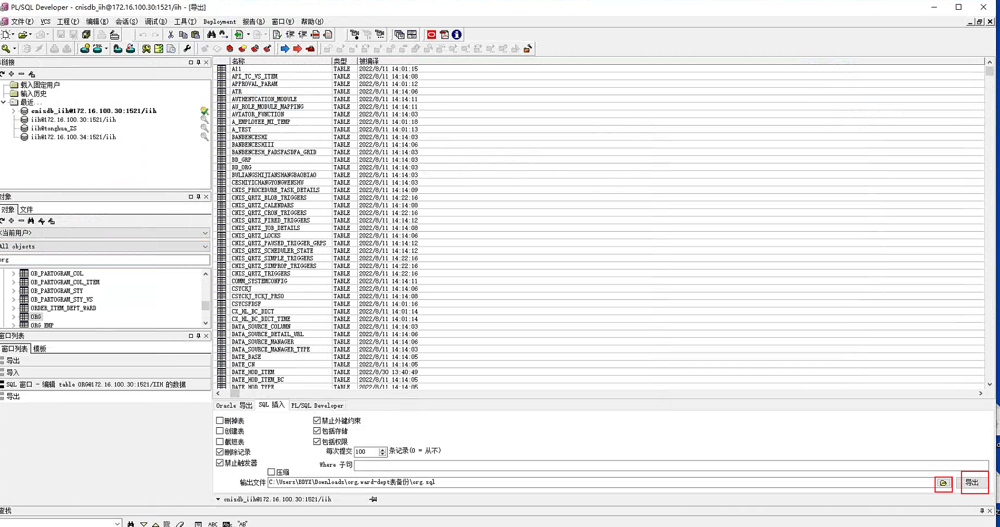 PL/SQL Developer - cnisdb_iih@172.16.100.30:1521/iih - [导出]
文件(F) VCS 工程(P) 编辑(E) 会话(S) 调试(D) 工具(T) Deployment 报告(R) 窗口(W) 帮助(H)
链接
载入固定用户
输入历史
最近...
cnisdb_iih@172.16.100.30:1521/iih
iih@172.16.100.30:1521/iih
iih@tonghua_ZS
iih@172.16.100.34:1521/iih
对象
对象 文件
<当前用户>
All objects
org
OB_PARTOGRAM_COL
OB_PARTOGRAM_COL_ITEM
OB_PARTOGRAM_STY
OB_PARTOGRAM_STY_VS
ORDER_ITEM_DEPT_WARD
ORG
ORG_EMP
窗口列表
窗口列表 模板
导出
导入
SQL 窗口 - 编辑 table ORG@172.16.100.30:1521/IIH 的数据
导出
名称 类型 被编译
A11 TABLE 2022/8/11 14:01:15
API_TC_VS_ITEM TABLE 2022/8/11 14:14:08
APPROVAL_PARAM TABLE 2022/8/11 14:01:12
ATR TABLE 2022/8/11 14:14:06
AUTHENTCATION_MODULE TABLE 2022/8/11 14:14:11
AU_ROLE_MODULE_MAPPING TABLE 2022/8/11 14:14:11
AVIATOR_FUNCTION TABLE 2022/8/11 14:14:03
A_EMPLOYEE_MI_TEMP TABLE 2022/8/11 14:01:18
A_TEST TABLE 2022/8/11 14:01:13
BANBENCESHI TABLE 2022/8/11 14:14:03
BANBENCESHIII TABLE 2022/8/11 14:14:06
BANBENCESH_FADSFASDFA_GRID TABLE 2022/8/11 14:14:03
BD_GRP TABLE 2022/8/11 14:14:03
BD_ORG TABLE 2022/8/11 14:14:03
BULIANGSHIJIANSHANGBAOBIAO TABLE 2022/8/11 14:14:03
CESHIYICHANGYONGWENSHU TABLE 2022/8/11 14:14:03
CNIS_PROCEDURE_TASK_DETAILS TABLE 2022/8/11 14:14:09
CNIS_QRTZ_BLOB_TRIGGERS TABLE 2022/8/11 14:22:16
CNIS_QRTZ_CALENDARS TABLE 2022/8/11 14:14:08
CNIS_QRTZ_CRON_TRIGGERS TABLE 2022/8/11 14:22:16
CNIS_QRTZ_FIRED_TRIGGERS TABLE 2022/8/11 14:14:12
CNIS_QRTZ_JOB_DETAILS TABLE 2022/8/11 14:14:08
CNIS_QRTZ_LOCKS TABLE 2022/8/11 14:14:06
CNIS_QRTZ_PAUSED_TRIGGER_GRPS TABLE 2022/8/11 14:14:12
CNIS_QRTZ_SCHEDULER_STATE TABLE 2022/8/11 14:14:12
CNIS_QRTZ_SIMPLE_TRIGGERS TABLE 2022/8/11 14:22:16
CNIS_QRTZ_SIMPROP_TRIGGERS TABLE 2022/8/11 14:22:16
CNIS_QRTZ_TRIGGERS TABLE 2022/8/11 14:22:16
COMM_SYSTEMCONFIG TABLE 2022/8/11 14:14:11
CSYCKJ TABLE 2022/8/11 14:14:06
CSYCKJ_YCKJ_PRSO TABLE 2022/8/11 14:14:08
CSYCSFDSF TABLE 2022/8/11 14:01:16
CX_HL_BC_DICT TABLE 2022/8/11 14:01:14
CX_HL_BC_DICT_TIME TABLE 2022/8/11 14:01:14
DATA_SOURCE_COLUMN TABLE 2022/8/11 14:14:03
DATA_SOURCE_DETAIL_URL TABLE 2022/8/11 14:14:06
DATA_SOURCE_MANAGER TABLE 2022/8/11 14:14:06
DATA_SOURCE_MANAGER_TYPE TABLE 2022/8/11 14:14:03
DATE_BASE TABLE 2022/8/11 14:14:05
DATE_CN TABLE 2022/8/11 14:14:05
DATE_HOD_ITEM TABLE 2022/8/30 13:40:49
DATE_HOD_ITEM_BC TABLE 2022/8/11 14:14:05
DATE_HOD_TYPE TABLE 2022/8/11 14:14:05
Oracle 导出 SQL 插入 PL/SQL Developer
删掉表 禁止外键约束
创建表 包括存储
截短表 包括权限
删除记录 每次提交 100 条记录(0 = 从不)
禁止触发器 Where 子句
压缩
输出文件 C:\Users\BDYX\Downloads\org,ward-dept表备份\org.sql 导出
cnisdb_iih@172.16.100.30:1521/iih
查找
ABC "AB"